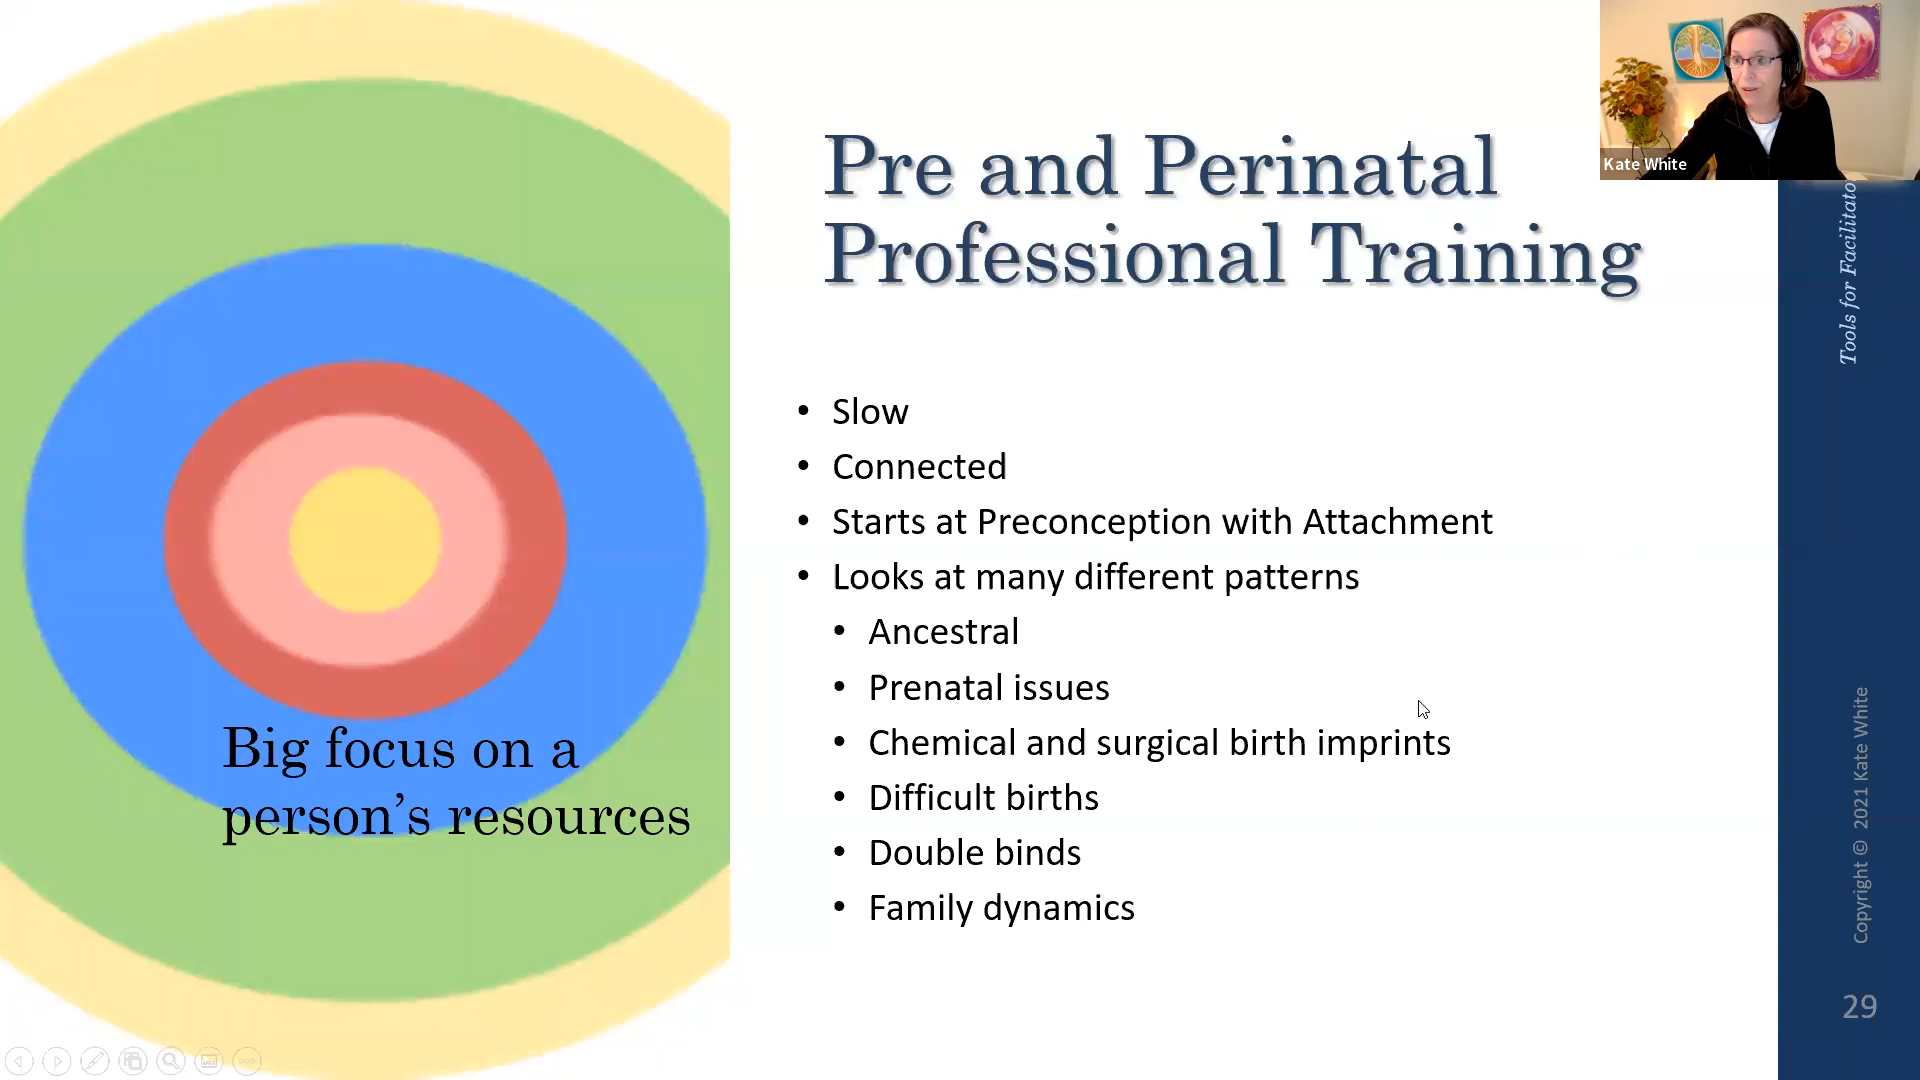 Pre and Perinatal
Professional Training
• Slow
• Connected
• Starts at Preconception with Attachment
• Looks at many different patterns
• Ancestral
• Prenatal issues
• Chemical and surgical birth imprints
• Difficult births
• Double binds
• Family dynamics
Big focus on a
person’s resources
Kate White
Tools for
Copyright © 2021 Kate White
29